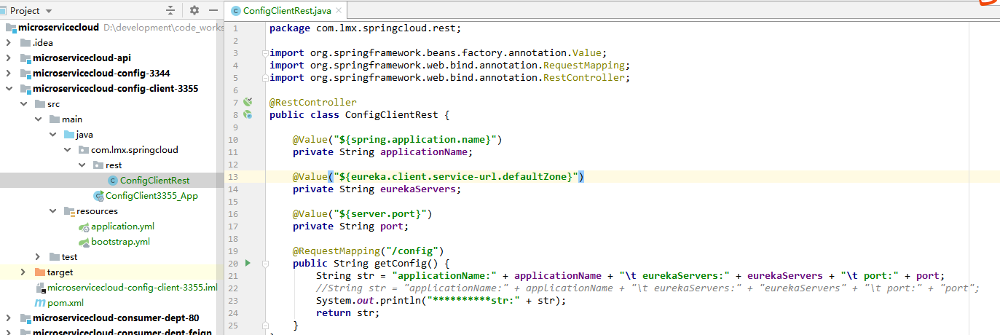 Project
ConfigClientRest.java
microservicecloud D:\development\code_works
.idea
microservicecloud-api
microservicecloud-config-3344
microservicecloud-config-client-3355
src
main
java
com.lmx.springcloud
rest
ConfigClientRest
ConfigClient3355_App
resources
application.yml
bootstrap.yml
test
target
microservicecloud-config-client-3355.iml
pom.xml
microservicecloud-consumer-dept-80
microservicecloud-consumer-dept-feign
1 package com.lmx.springcloud.rest;
2
3 import org.springframework.beans.factory.annotation.Value;
4 import org.springframework.web.bind.annotation.RequestMapping;
5 import org.springframework.web.bind.annotation.RestController;
6
7 @RestController
8 public class ConfigClientRest {
9
10 @Value("${spring.application.name}")
11 private String applicationName;
12
13 @Value("${eureka.client.service-url.defaultZone}")
14 private String eurekaServers;
15
16 @Value("${server.port}")
17 private String port;
18
19 @RequestMapping("/config")
20 public String getConfig() {
21 String str = "applicationName:" + applicationName + "\t eurekaServers:" + eurekaServers + "\t port:" + port;
22 //String str = "applicationName:" + applicationName + "\t eurekaServers:" + "eurekaServers" + "\t port:" + "port";
23 System.out.println("**********str:" + str);
24 return str;
25 }